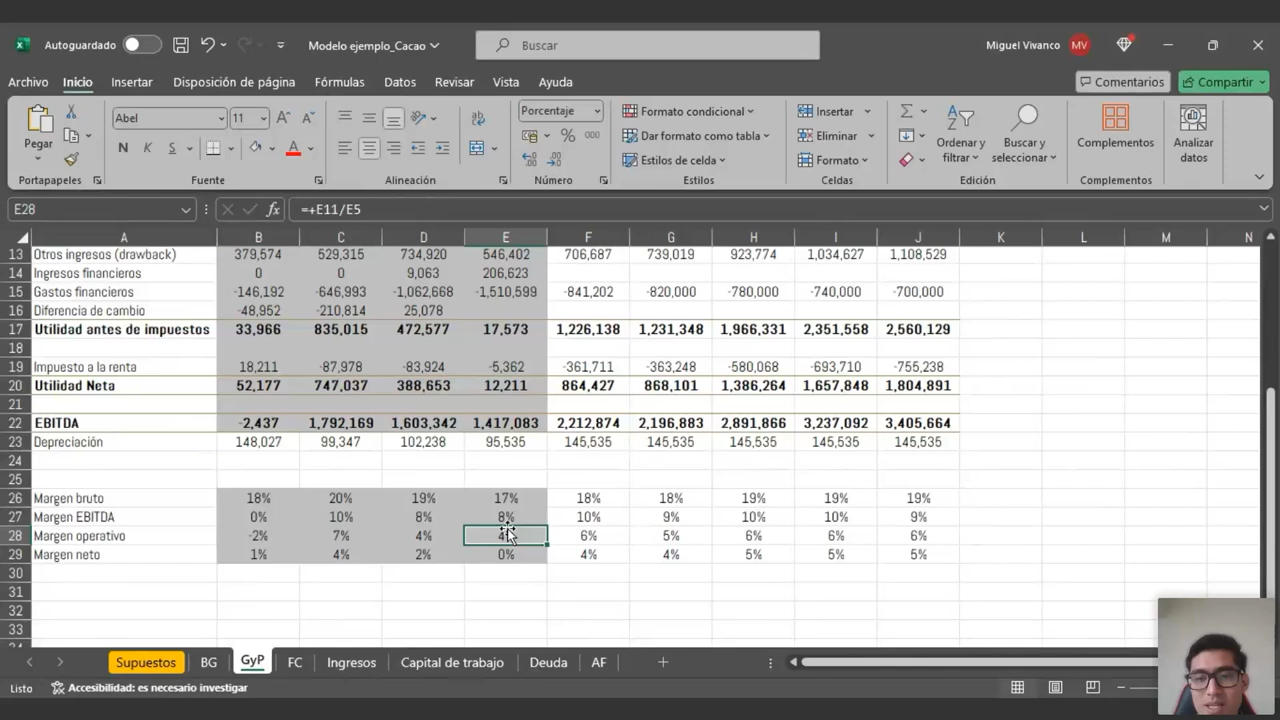 Autoguardado Modelo ejemplo_Cacao Buscar Miguel Vivanco MV
Archivo Inicio Insertar Disposición de página Fórmulas Datos Revisar Vista Ayuda Comentarios Compartir
Pegar Abel 11 Porcentaje Formato condicional Dar formato como tabla Estilos de celda Insertar Eliminar Formato Ordenar y filtrar Buscar y seleccionar Complementos Analizar datos
Portapapeles Fuente Alineación Número Estilos Celdas Edición Complementos
E28 fx =+E11/E5
A B C D E F G H I J K L M N
13 Otros ingresos (drawback) 379,574 529,315 734,920 546,402 706,687 739,019 923,774 1,034,627 1,108,529
14 Ingresos financieros 0 0 9,063 206,623
15 Gastos financieros -146,192 -646,993 -1,062,668 -1,510,599 -841,202 -820,000 -780,000 -740,000 -700,000
16 Diferencia de cambio -48,952 -210,814 25,078
17 Utilidad antes de impuestos 33,966 835,015 472,577 17,573 1,226,138 1,231,348 1,966,331 2,351,558 2,560,129
18
19 Impuesto a la renta 18,211 -87,978 -83,924 -5,362 -361,711 -363,248 -580,068 -693,710 -755,238
20 Utilidad Neta 52,177 747,037 388,653 12,211 864,427 868,101 1,386,264 1,657,848 1,804,891
21
22 EBITDA -2,437 1,792,169 1,603,342 1,417,083 2,212,874 2,196,883 2,891,866 3,237,092 3,405,664
23 Depreciación 148,027 99,347 102,238 95,535 145,535 145,535 145,535 145,535 145,535
24
25
26 Margen bruto 18% 20% 19% 17% 18% 18% 19% 19% 19%
27 Margen EBITDA 0% 10% 8% 8% 10% 9% 10% 10% 9%
28 Margen operativo -2% 7% 4% 4% 6% 5% 6% 6% 6%
29 Margen neto 1% 4% 2% 0% 4% 4% 5% 5% 5%
30
31
32
33
Supuestos BG GyP FC Ingresos Capital de trabajo Deuda AF
Listo Accesibilidad: es necesario investigar